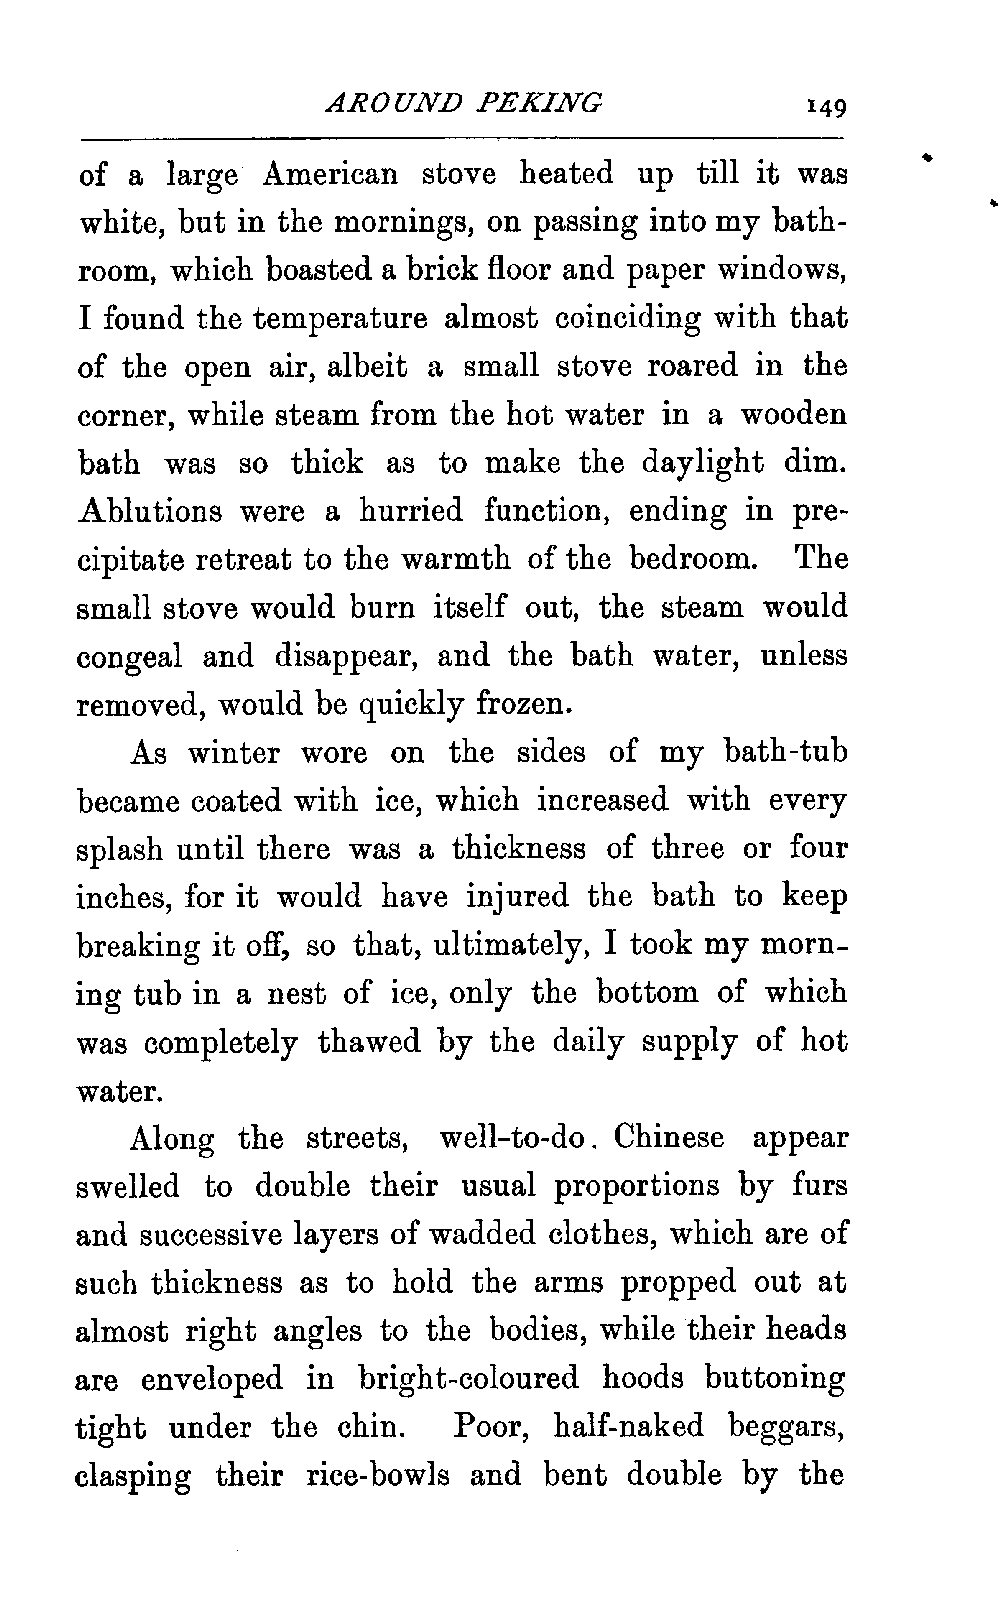 AROUND PEKING 149
of a large American stove heated up till it was
white, but in the mornings, on passing into my bath-
room, which boasted a brick floor and paper windows,
I found the temperature almost coinciding with that
of the open air, albeit a small stove roared in the
corner, while steam from the hot water in a wooden
bath was so thick as to make the daylight dim.
Ablutions were a hurried function, ending in pre-
cipitate retreat to the warmth of the bedroom. The
small stove would burn itself out, the steam would
congeal and disappear, and the bath water, unless
removed, would be quickly frozen.
As winter wore on the sides of my bath-tub
became coated with ice, which increased with every
splash until there was a thickness of three or four
inches, for it would have injured the bath to keep
breaking it off, so that, ultimately, I took my morn-
ing tub in a nest of ice, only the bottom of which
was completely thawed by the daily supply of hot
water.
Along the streets, well-to-do. Chinese appear
swelled to double their usual proportions by furs
and successive layers of wadded clothes, which are of
such thickness as to hold the arms propped out at
almost right angles to the bodies, while their heads
are enveloped in bright-coloured hoods buttoning
tight under the chin. Poor, half-naked beggars,
clasping their rice-bowls and bent double by the